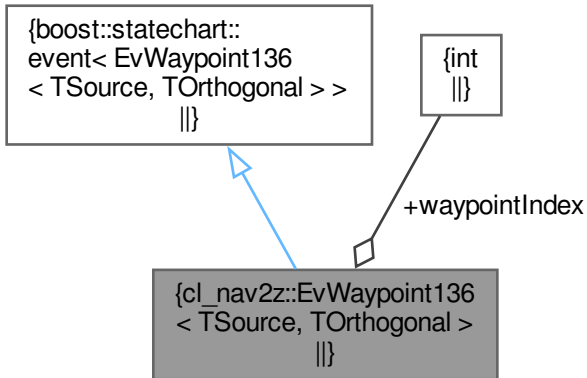 {boost::statechart::
event< EvWaypoint136
< TSource, TOrthogonal > >
||}
{int
||}
+waypointIndex
{cl_nav2z::EvWaypoint136
< TSource, TOrthogonal >
||}